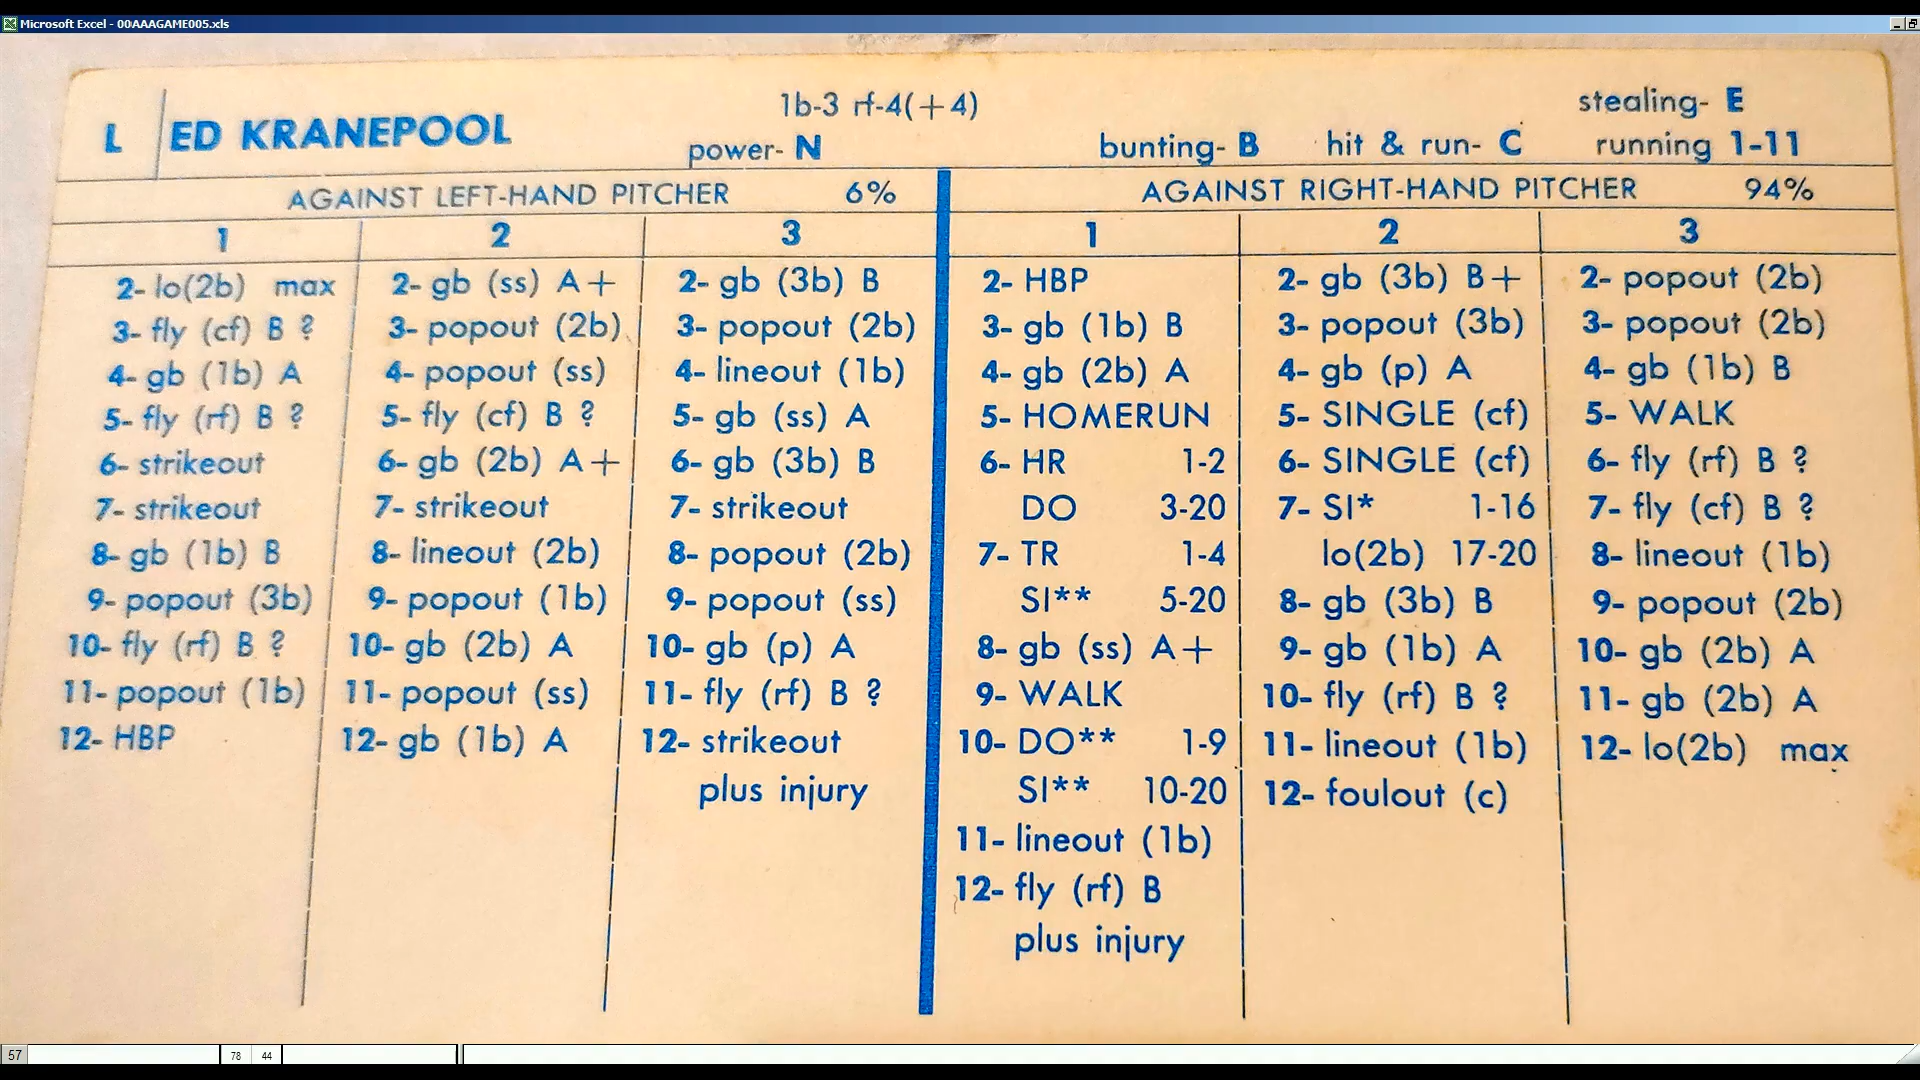 Microsoft Excel - 00AAAGAME005.xls
L ED KRANEPOOL
1b-3 rf-4(+4)
power- N
bunting- B hit & run- C
stealing- E
running 1-11
AGAINST LEFT-HAND PITCHER 6%
1 2 3
2- lo(2b) max
3- fly (cf) B ?
4- gb (1b) A
5- fly (rf) B ?
6- strikeout
7- strikeout
8- gb (1b) B
9- popout (3b)
10- fly (rf) B ?
11- popout (1b)
12- HBP
2- gb (ss) A+
3- popout (2b)
4- popout (ss)
5- fly (cf) B ?
6- gb (2b) A+
7- strikeout
8- lineout (2b)
9- popout (1b)
10- gb (2b) A
11- popout (ss)
12- gb (1b) A
2- gb (3b) B
3- popout (2b)
4- lineout (1b)
5- gb (ss) A
6- gb (3b) B
7- strikeout
8- popout (2b)
9- popout (ss)
10- gb (p) A
11- fly (rf) B ?
12- strikeout
plus injury
AGAINST RIGHT-HAND PITCHER 94%
1 2 3
2- HBP
3- gb (1b) B
4- gb (2b) A
5- HOMERUN
6- HR 1-2
DO 3-20
7- TR 1-4
SI** 5-20
8- gb (ss) A+
9- WALK
10- DO** 1-9
SI** 10-20
11- lineout (1b)
12- fly (rf) B
plus injury
2- gb (3b) B+
3- popout (3b)
4- gb (p) A
5- SINGLE (cf)
6- SINGLE (cf)
7- SI* 1-16
lo(2b) 17-20
8- gb (3b) B
9- gb (1b) A
10- fly (rf) B ?
11- lineout (1b)
12- foulout (c)
2- popout (2b)
3- popout (2b)
4- gb (1b) B
5- WALK
6- fly (rf) B ?
7- fly (cf) B ?
8- lineout (1b)
9- popout (2b)
10- gb (2b) A
11- gb (2b) A
12- lo(2b) max
57 78 44